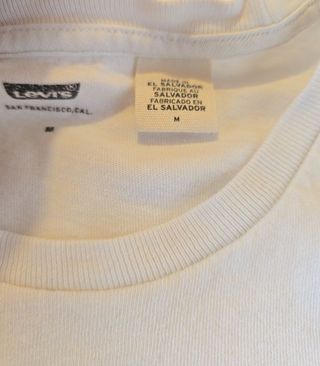 Levi's
SAN FRANCISCO, CAL.
M
MADE IN
EL SALVADOR
FABRIQUE AU
SALVADOR
FABRICADO EN
EL SALVADOR
M